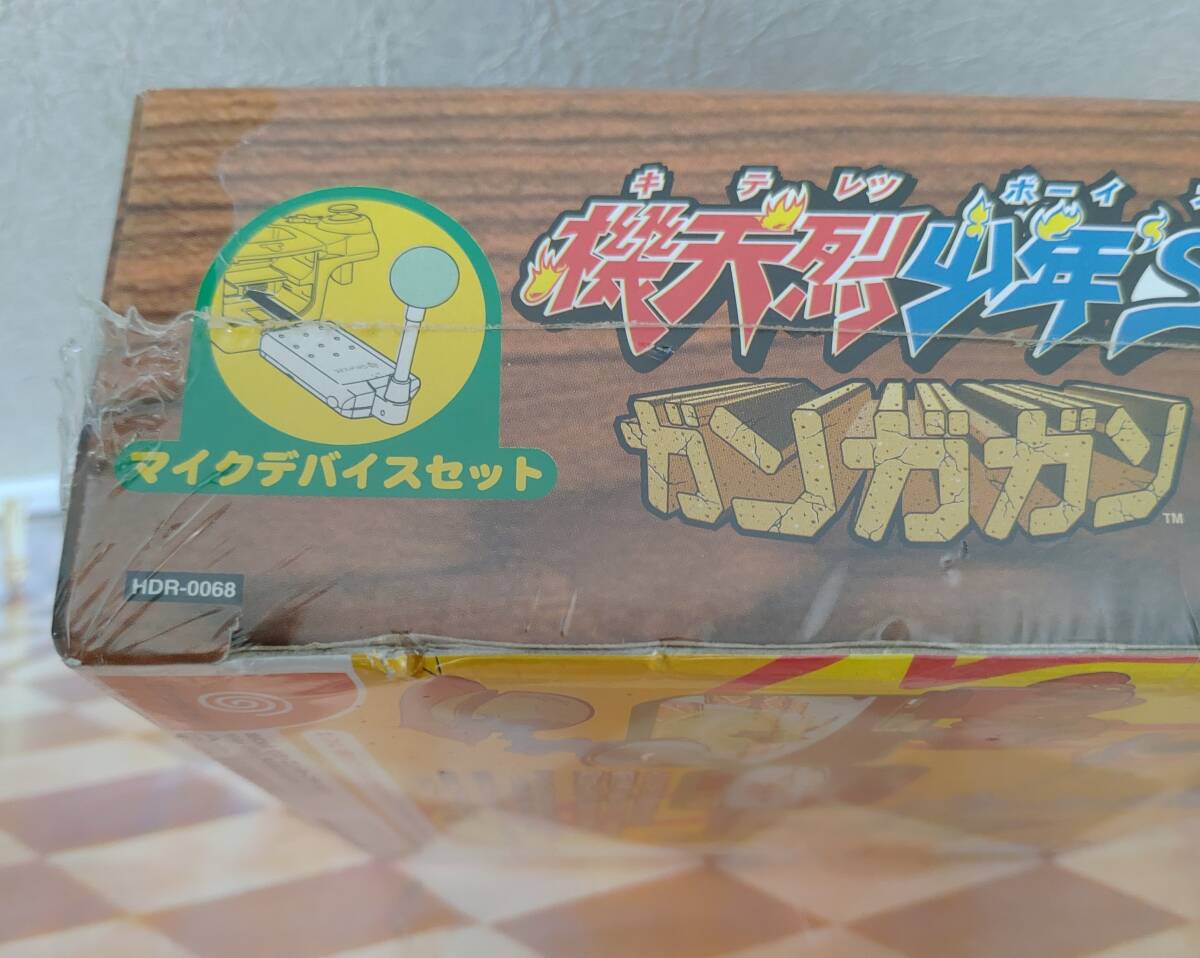 キテレツ ボーイ
機天烈少年'S
ガンガガン
TM
マイクデバイスセット
HDR-0068